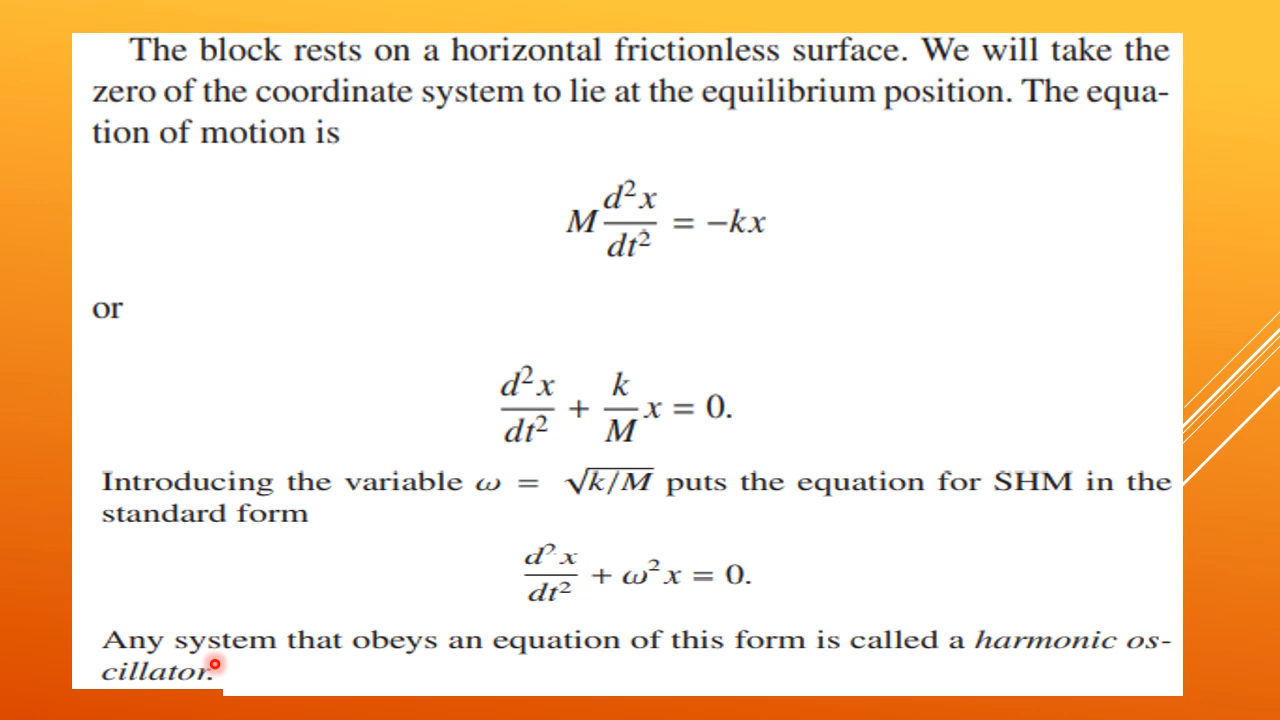 The block rests on a horizontal frictionless surface. We will take the
zero of the coordinate system to lie at the equilibrium position. The equa-
tion of motion is
M d²x/dt² = −kx
or
d²x/dt² + k/M x = 0.
Introducing the variable ω = √k/M puts the equation for SHM in the
standard form
d²x/dt² + ω²x = 0.
Any system that obeys an equation of this form is called a harmonic os-
cillator.